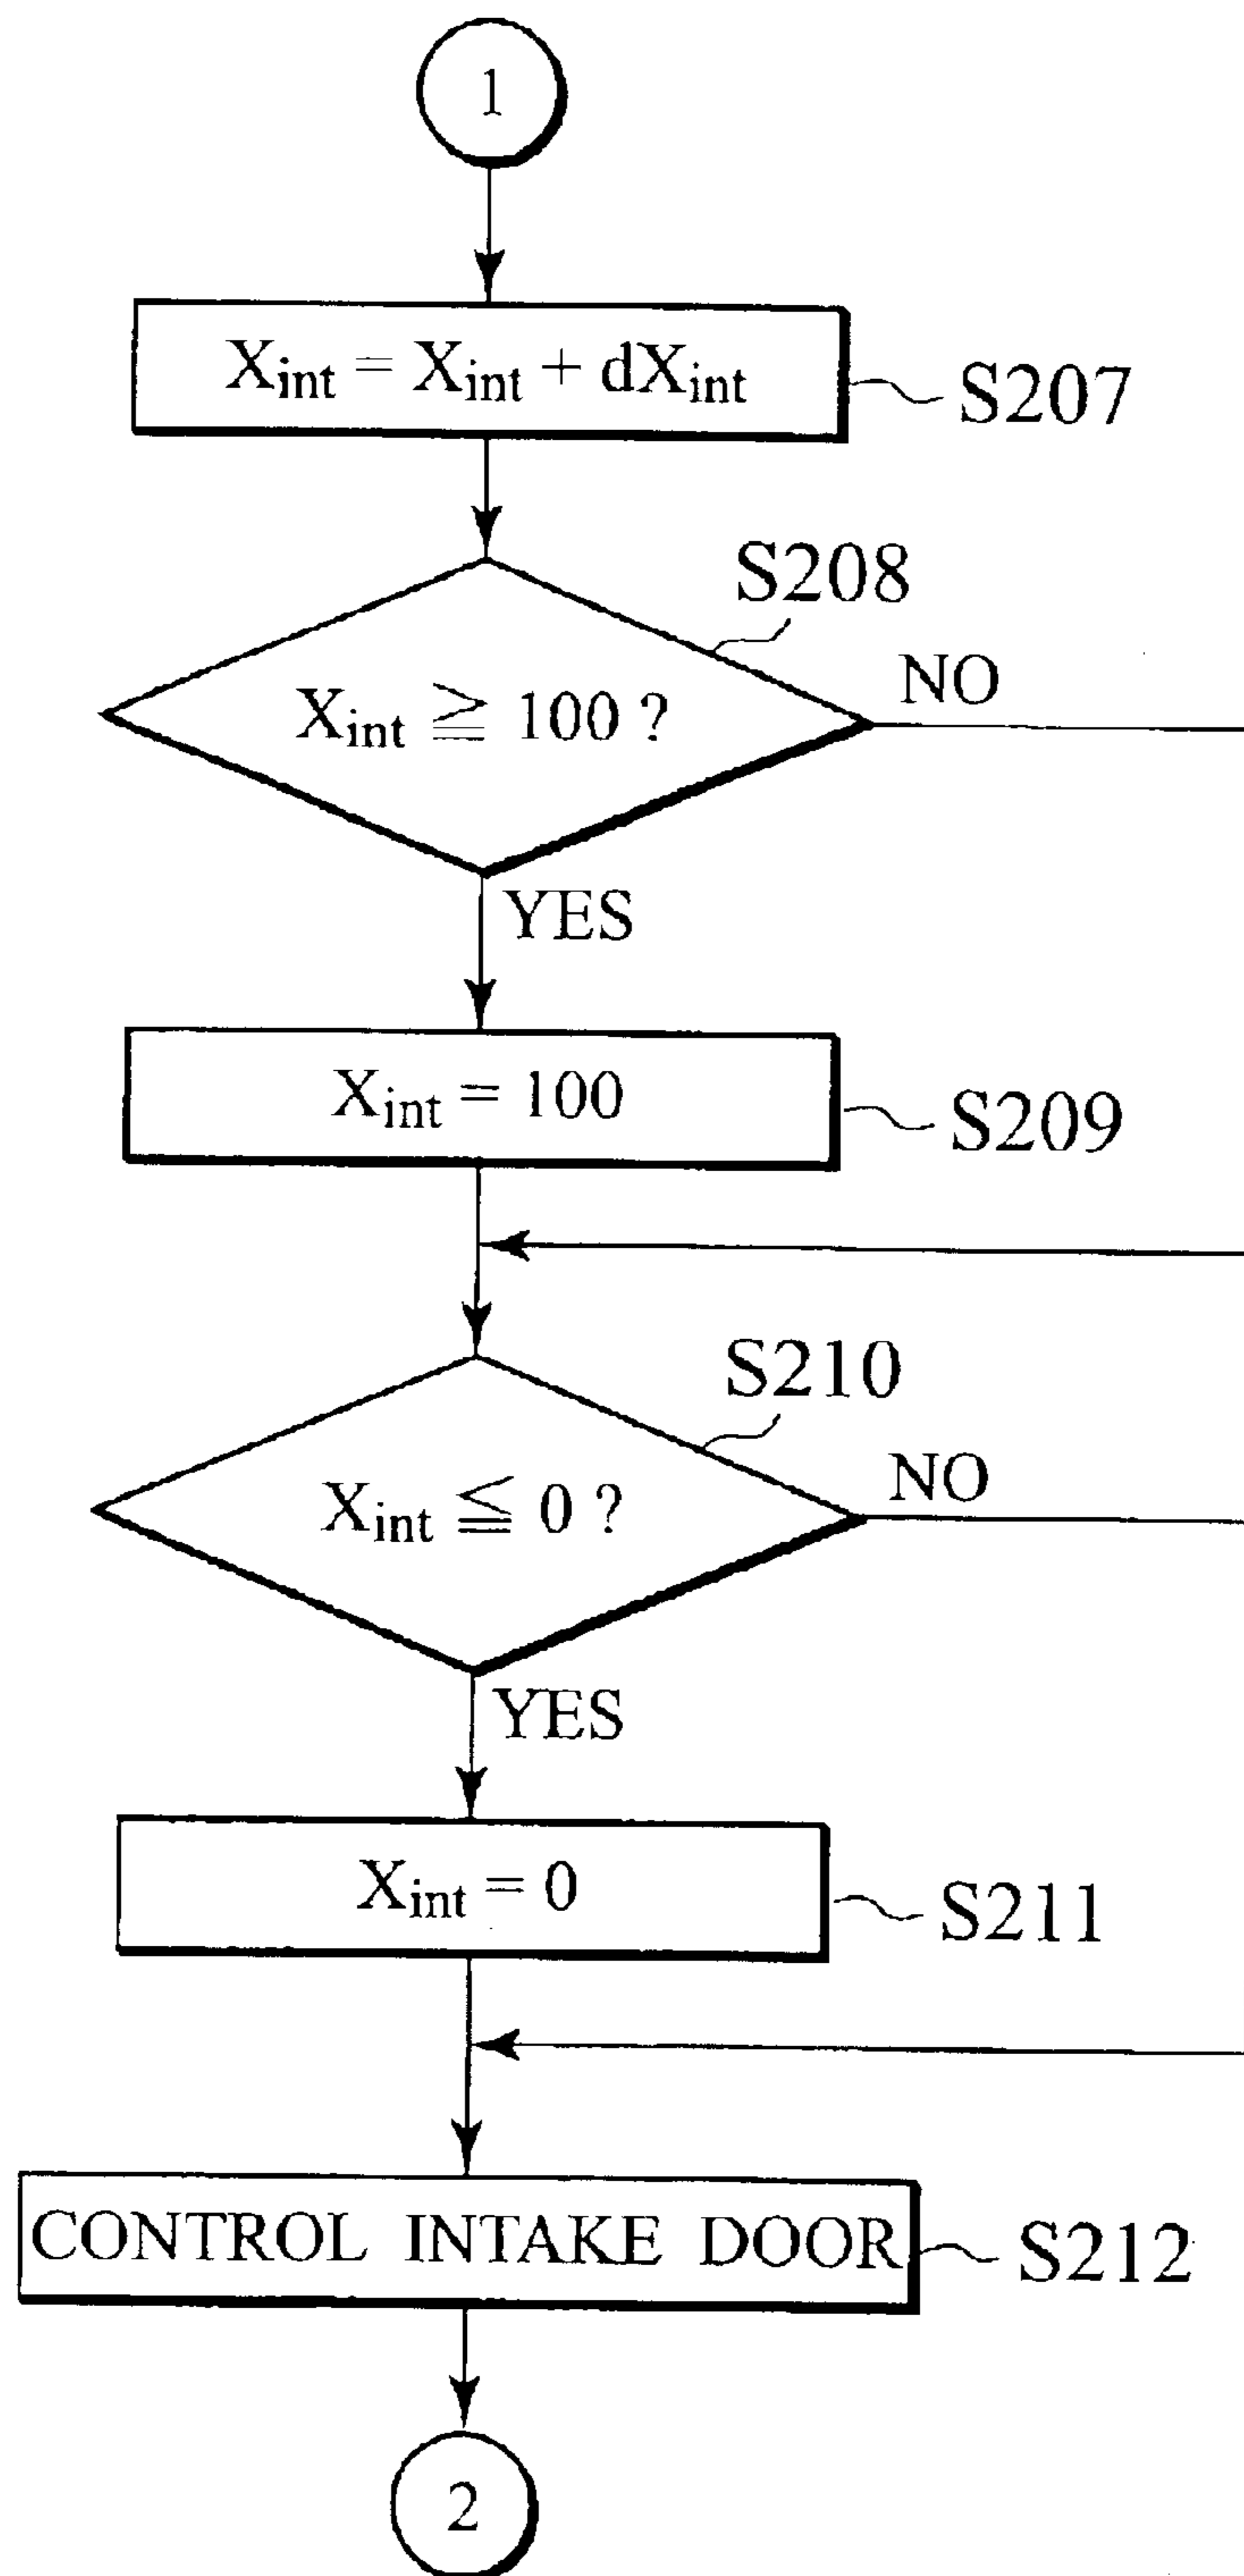 1
Xint = Xint + dXint
S207
S208
Xint ≧ 100 ?
NO
YES
Xint = 100
S209
S210
Xint ≦ 0 ?
NO
YES
Xint = 0
S211
CONTROL INTAKE DOOR
S212
2